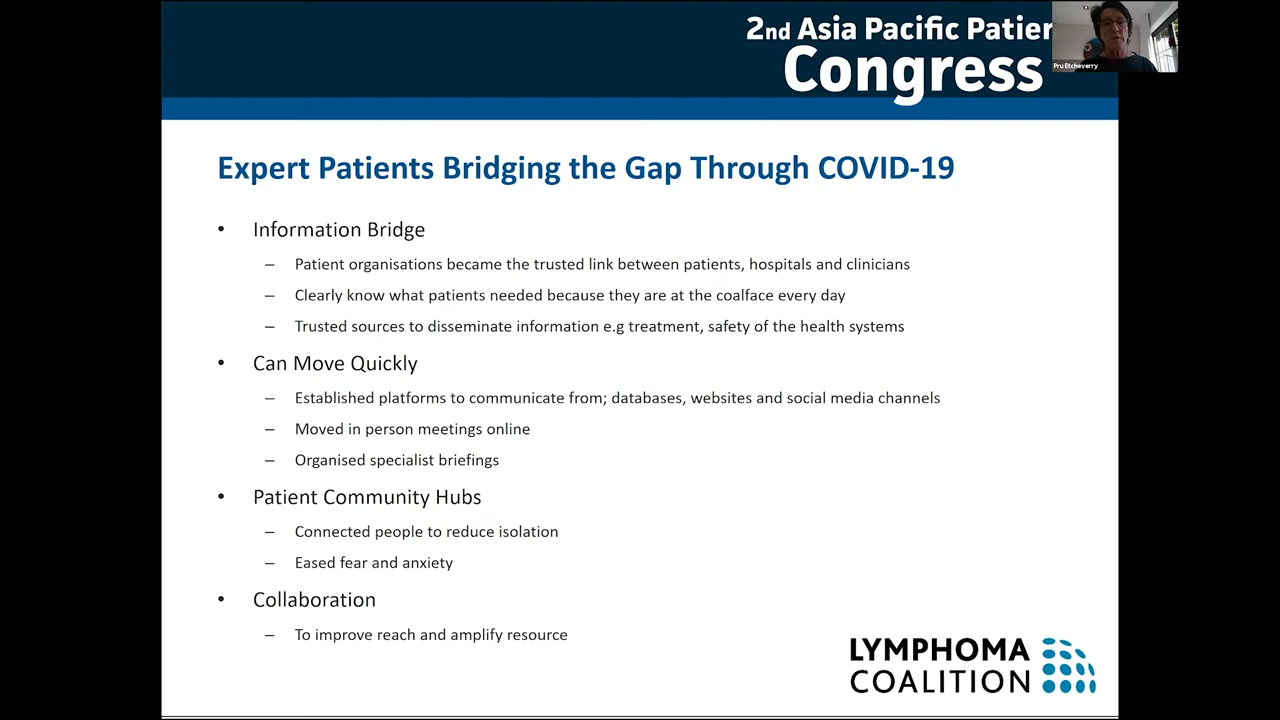 2nd Asia Pacific Patien
Congress
Pru Etcheverry
Expert Patients Bridging the Gap Through COVID-19
• Information Bridge
– Patient organisations became the trusted link between patients, hospitals and clinicians
– Clearly know what patients needed because they are at the coalface every day
– Trusted sources to disseminate information e.g treatment, safety of the health systems
• Can Move Quickly
– Established platforms to communicate from; databases, websites and social media channels
– Moved in person meetings online
– Organised specialist briefings
• Patient Community Hubs
– Connected people to reduce isolation
– Eased fear and anxiety
• Collaboration
– To improve reach and amplify resource
LYMPHOMA
COALITION